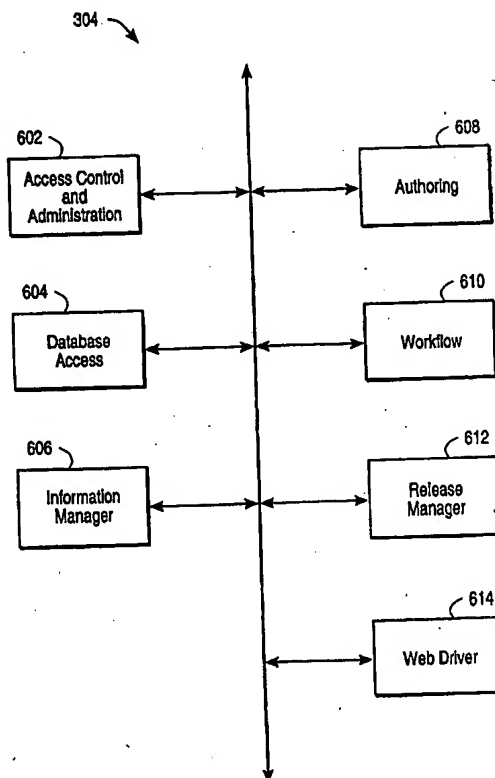 304
602
Access Control
and
Administration
608
Authoring
604
Database
Access
610
Workflow
606
Information
Manager
612
Release
Manager
614
Web Driver